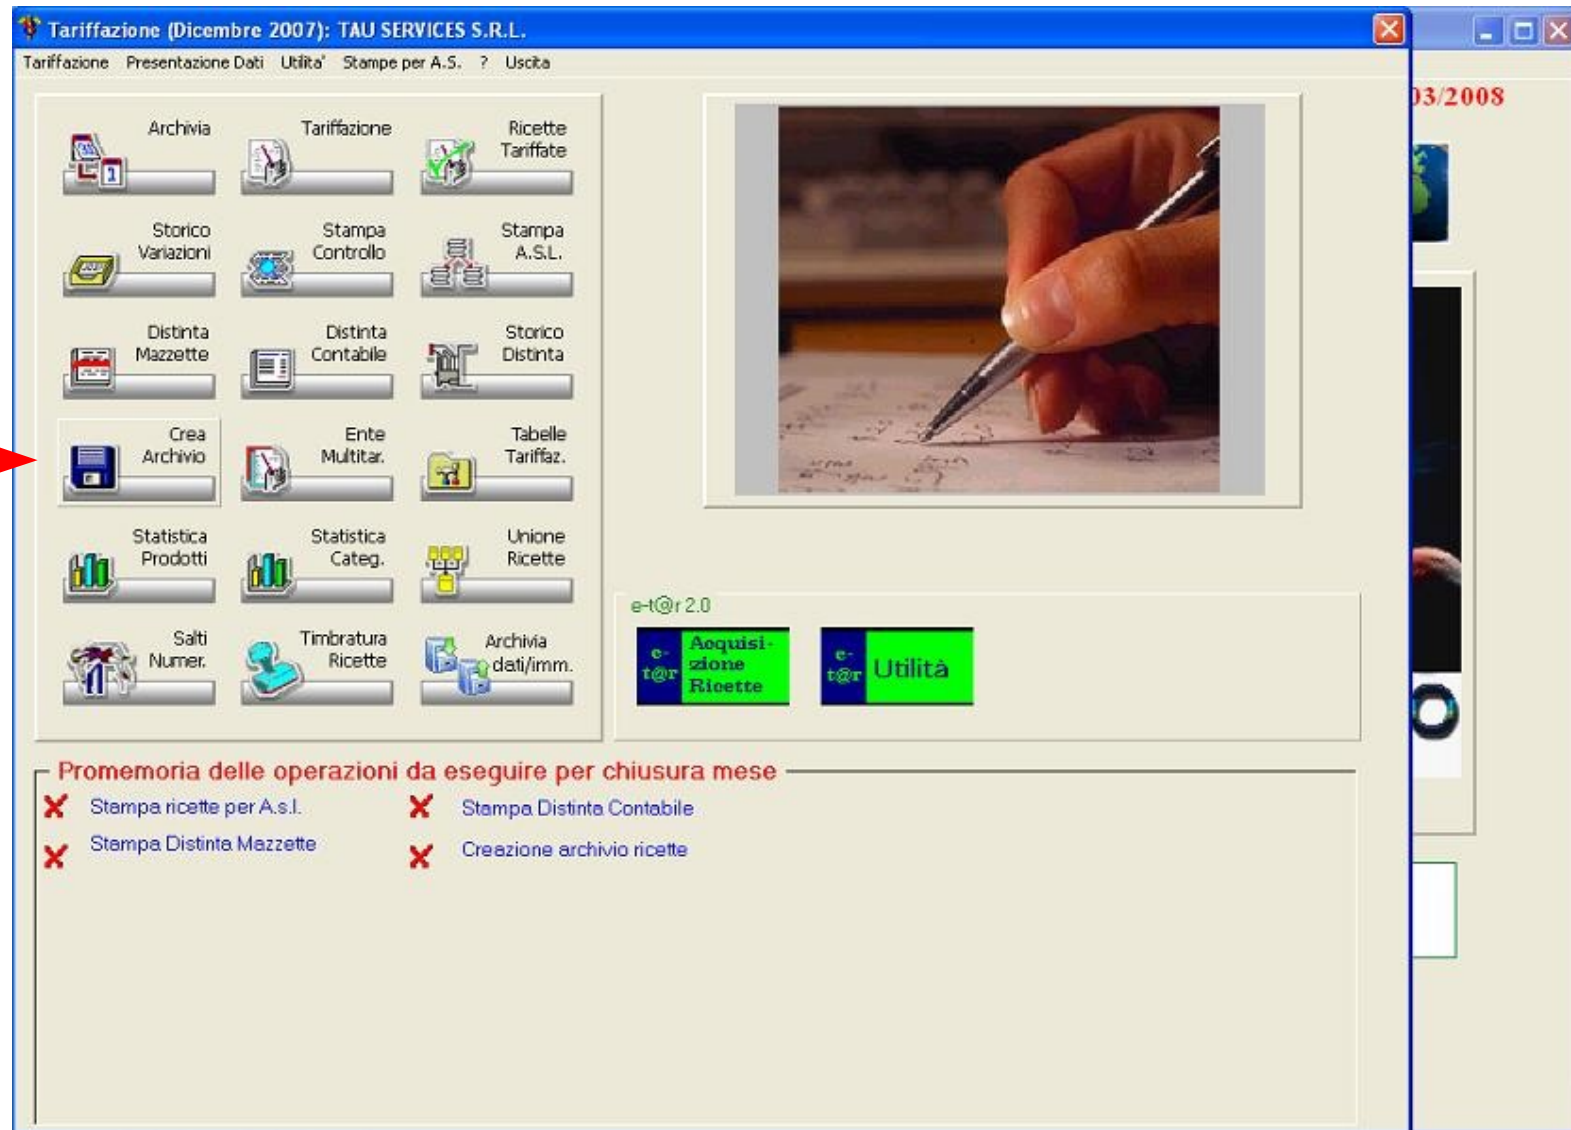 Tariffazione (Dicembre 2007): TAU SERVICES S.R.L.
Tariffazione Presentazione Dati Utilita' Stampe per A.S. ? Uscita
03/2008
Archivia
Tariffazione
Ricette
Tariffate
Storico
Variazioni
Stampa
Controllo
Stampa
A.S.L.
Distinta
Mazzette
Distinta
Contabile
Storico
Distinta
Crea
Archivio
Ente
Multitar.
Tabelle
Tariffaz.
Statistica
Prodotti
Statistica
Categ.
Unione
Ricette
Salti
Numer.
Timbratura
Ricette
Archivia
dati/imm.
e-t@r 2.0
e-
t@r
Acquisi-
zione
Ricette
e-
t@r
Utilità
Promemoria delle operazioni da eseguire per chiusura mese
Stampa ricette per A.s.l.
Stampa Distinta Contabile
Stampa Distinta Mazzette
Creazione archivio ricette